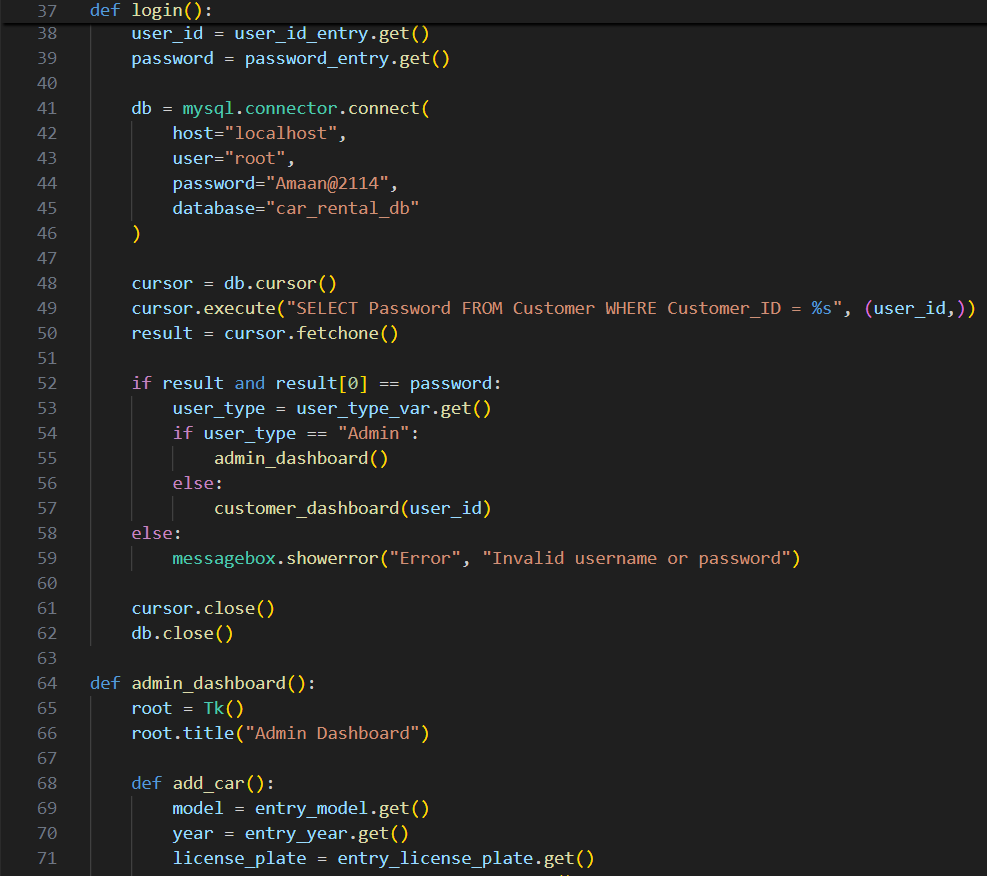 37 def login():
38 user_id = user_id_entry.get()
39 password = password_entry.get()
40
41 db = mysql.connector.connect(
42 host="localhost",
43 user="root",
44 password="Amaan@2114",
45 database="car_rental_db"
46 )
47
48 cursor = db.cursor()
49 cursor.execute("SELECT Password FROM Customer WHERE Customer_ID = %s", (user_id,))
50 result = cursor.fetchone()
51
52 if result and result[0] == password:
53 user_type = user_type_var.get()
54 if user_type == "Admin":
55 admin_dashboard()
56 else:
57 customer_dashboard(user_id)
58 else:
59 messagebox.showerror("Error", "Invalid username or password")
60
61 cursor.close()
62 db.close()
63
64 def admin_dashboard():
65 root = Tk()
66 root.title("Admin Dashboard")
67
68 def add_car():
69 model = entry_model.get()
70 year = entry_year.get()
71 license_plate = entry_license_plate.get()